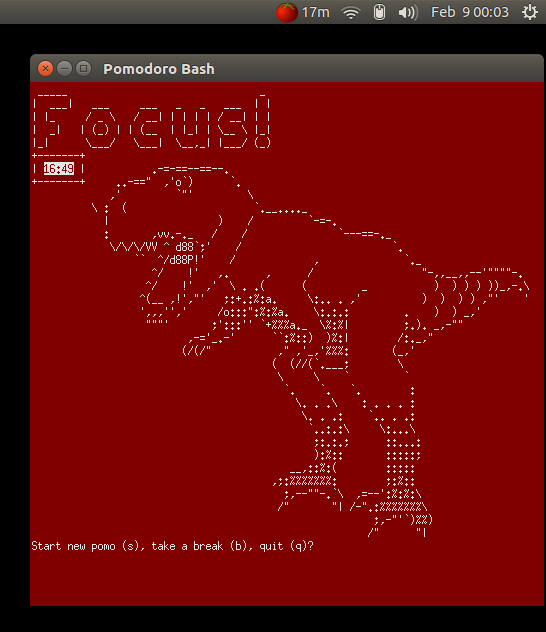 17m
Feb 9 00:03
Pomodoro Bash
Focus!
16:49
Start new pomo (s), take a break (b), quit (q)?